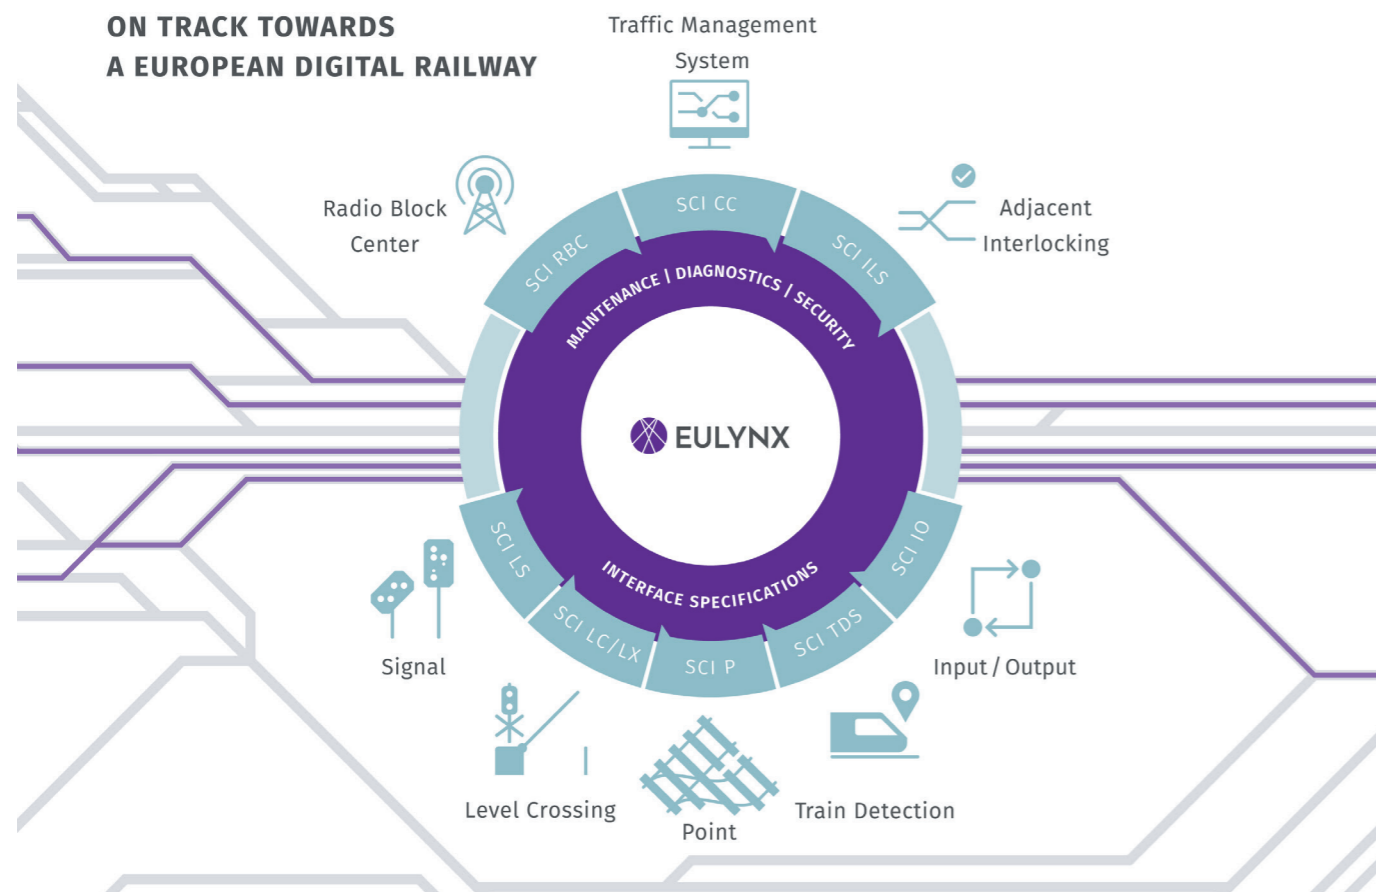 ON TRACK TOWARDS
A EUROPEAN DIGITAL RAILWAY
Traffic Management
System
Radio Block
Center
Adjacent
Interlocking
SCI RBC
SCI CC
SCI ILS
MAINTENANCE | DIAGNOSTICS | SECURITY
EULYNX
INTERFACE SPECIFICATIONS
SCI LS
SCI LC/LX
SCI P
SCI TDS
SCI IO
Signal
Input / Output
Level Crossing
Point
Train Detection